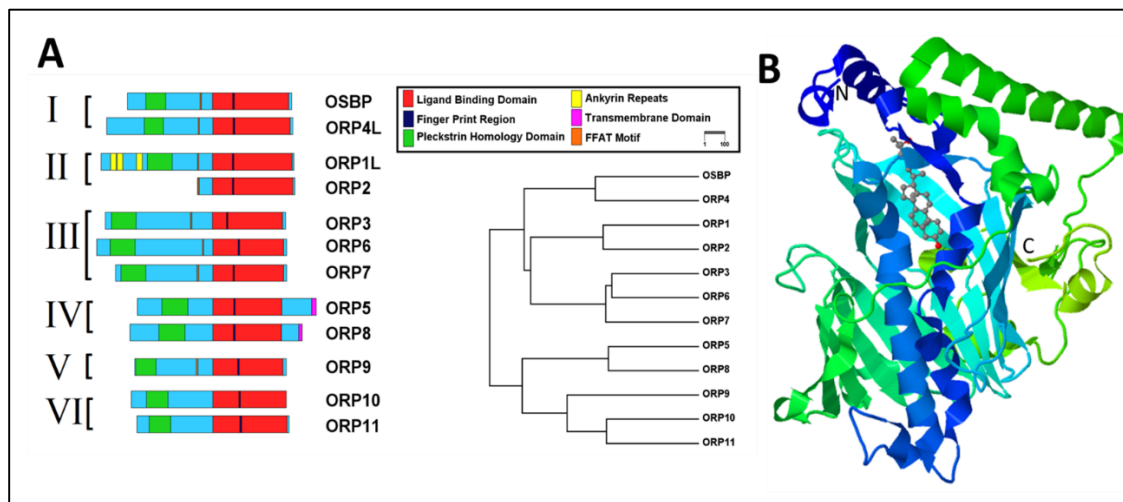 A
I
OSBP
ORP4L
II
ORP1L
ORP2
III
ORP3
ORP6
ORP7
IV
ORP5
ORP8
V
ORP9
VI
ORP10
ORP11
Ligand Binding Domain
Finger Print Region
Pleckstrin Homology Domain
Ankyrin Repeats
Transmembrane Domain
FFAT Motif
1 100
OSBP
ORP4
ORP1
ORP2
ORP3
ORP6
ORP7
ORP5
ORP8
ORP9
ORP10
ORP11
B
N
C